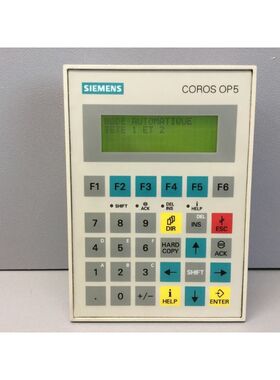 SIEMENS COROS OP5
MODE AUTOMATIQUE
TETE 1 ET 2
F1 F2 F3 F4 F5 F6
SHIFT ACK DEL INS HELP
7 8 9 DIR DEL INS ESC
D E F
4 5 6 HARD COPY ACK
A B C
1 2 3 SHIFT
. 0 +/- HELP ENTER